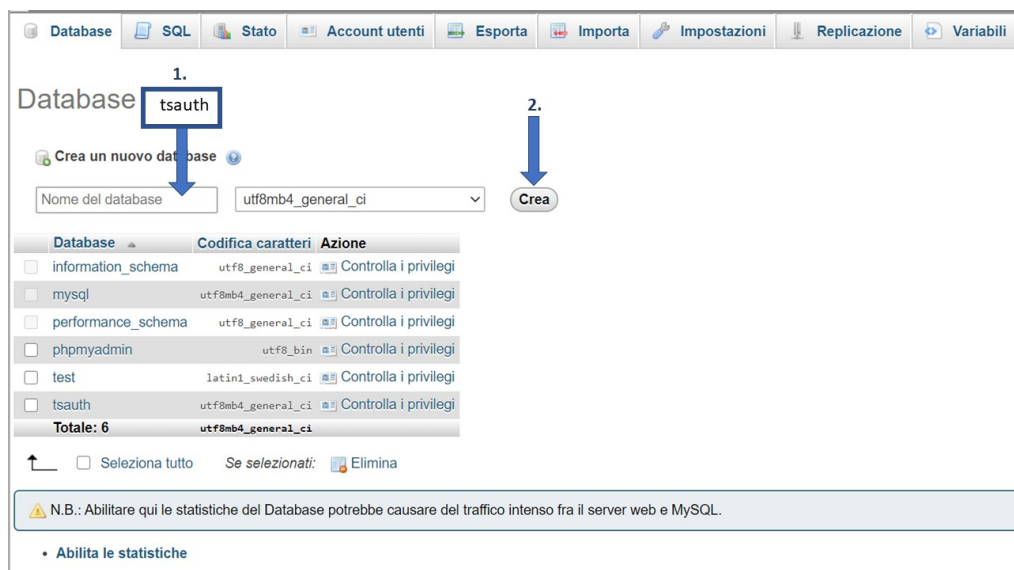 Database SQL Stato Account utenti Esporta Importa Impostazioni Replicazione Variabili
1.
Database
tsauth
2.
Crea un nuovo database
Nome del database utf8mb4_general_ci Crea
Database Codifica caratteri Azione
information_schema utf8_general_ci Controlla i privilegi
mysql utf8mb4_general_ci Controlla i privilegi
performance_schema utf8_general_ci Controlla i privilegi
phpmyadmin utf8_bin Controlla i privilegi
test latin1_swedish_ci Controlla i privilegi
tsauth utf8mb4_general_ci Controlla i privilegi
Totale: 6 utf8mb4_general_ci
Seleziona tutto Se selezionati: Elimina
N.B.: Abilitare qui le statistiche del Database potrebbe causare del traffico intenso fra il server web e MySQL.
• Abilita le statistiche